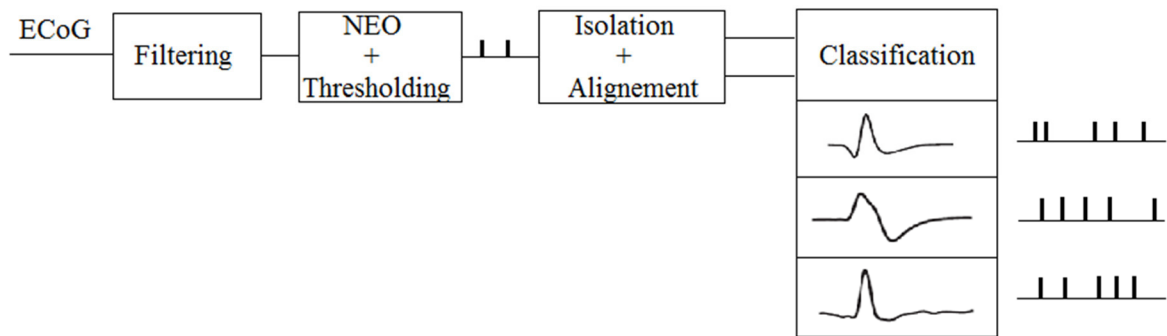 ECoG
Filtering
NEO
+
Thresholding
Isolation
+
Alignement
Classification